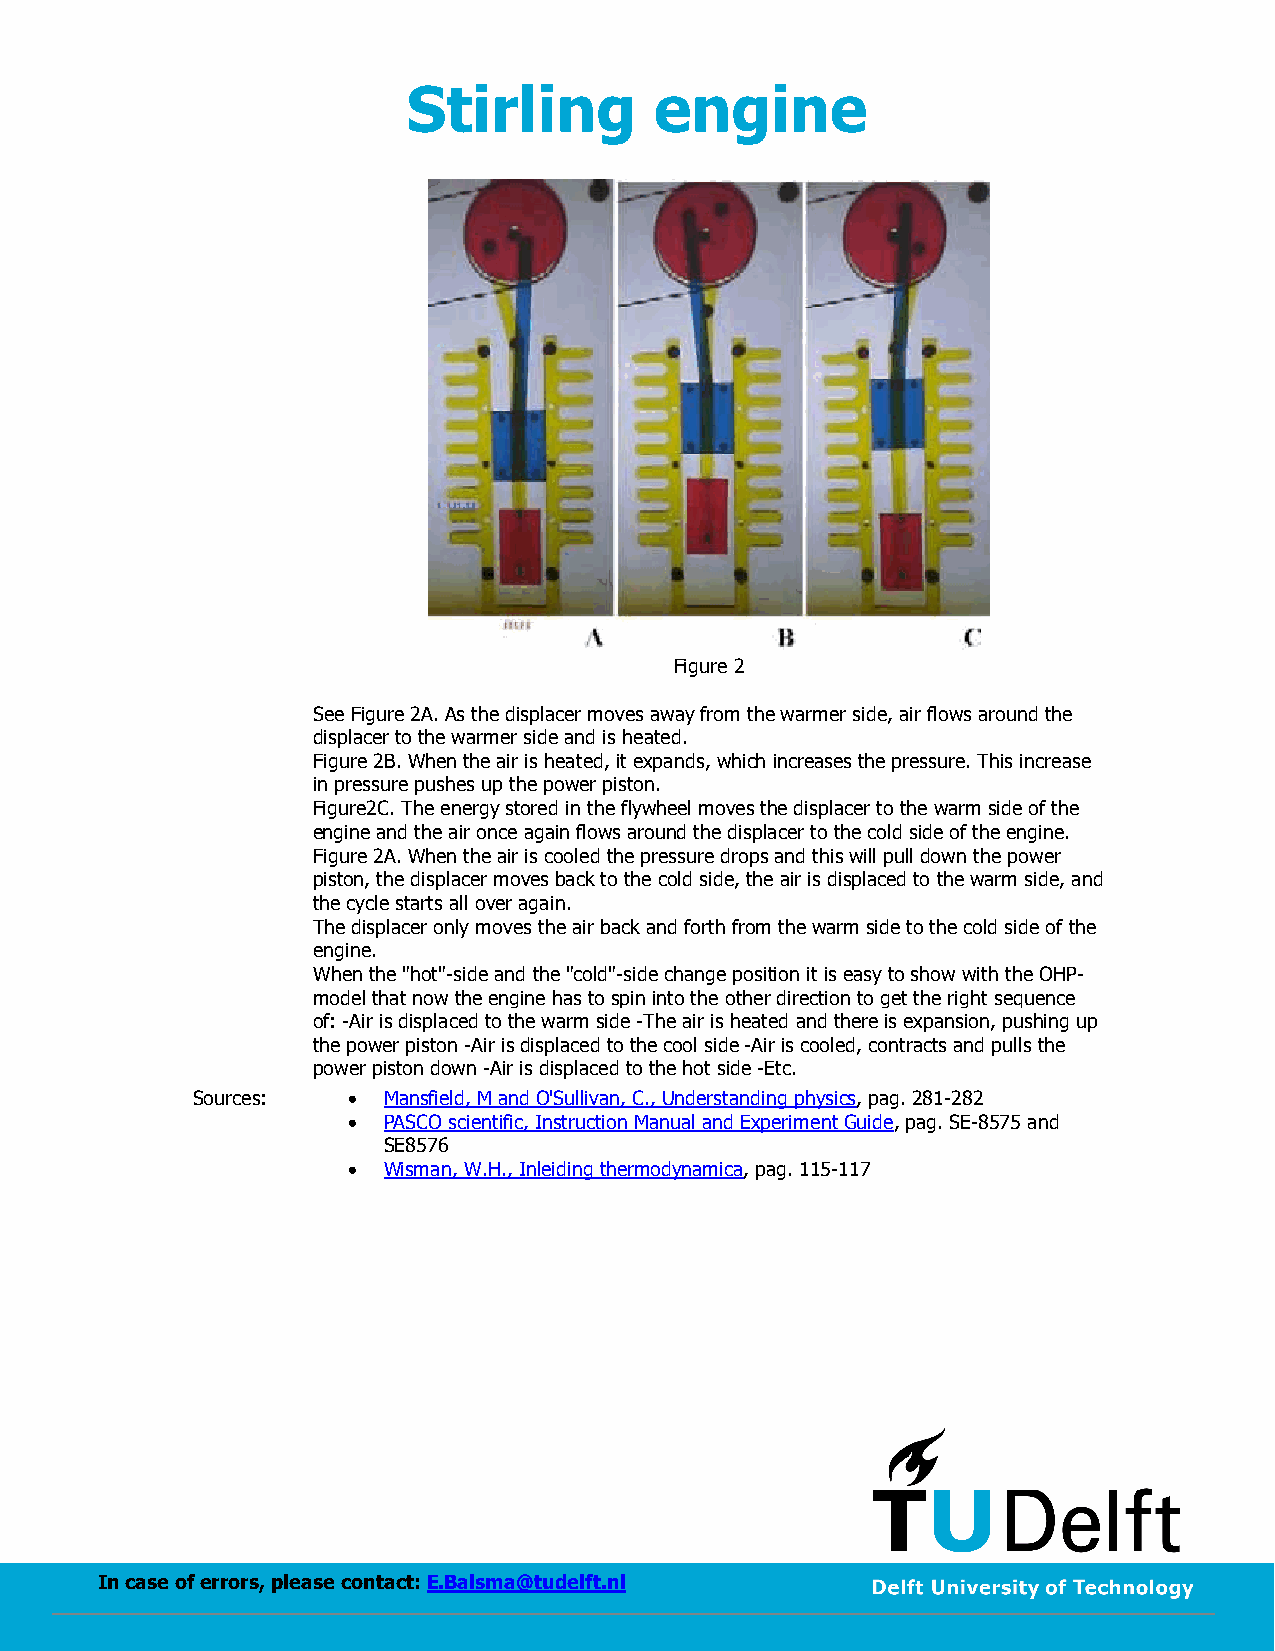 Stirling engine
A B C
Figure 2
See Figure 2A. As the displacer moves away from the warmer side, air flows around the
displacer to the warmer side and is heated.
Figure 2B. When the air is heated, it expands, which increases the pressure. This increase
in pressure pushes up the power piston.
Figure2C. The energy stored in the flywheel moves the displacer to the warm side of the
engine and the air once again flows around the displacer to the cold side of the engine.
Figure 2A. When the air is cooled the pressure drops and this will pull down the power
piston, the displacer moves back to the cold side, the air is displaced to the warm side, and
the cycle starts all over again.
The displacer only moves the air back and forth from the warm side to the cold side of the
engine.
When the "hot"-side and the "cold"-side change position it is easy to show with the OHP-
model that now the engine has to spin into the other direction to get the right sequence
of: -Air is displaced to the warm side -The air is heated and there is expansion, pushing up
the power piston -Air is displaced to the cool side -Air is cooled, contracts and pulls the
power piston down -Air is displaced to the hot side -Etc.
Sources: • Mansfield, M and O'Sullivan, C., Understanding physics, pag. 281-282
• PASCO scientific, Instruction Manual and Experiment Guide, pag. SE-8575 and
SE8576
• Wisman, W.H., Inleiding thermodynamica, pag. 115-117
TUDelft
In case of errors, please contact: E.Balsma@tudelft.nl
Delft University of Technology